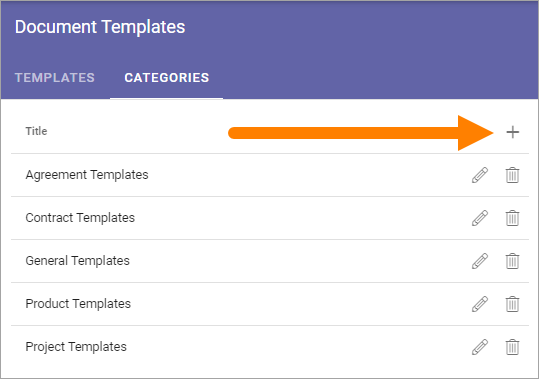 Document Templates
TEMPLATES CATEGORIES
Title
Agreement Templates
Contract Templates
General Templates
Product Templates
Project Templates